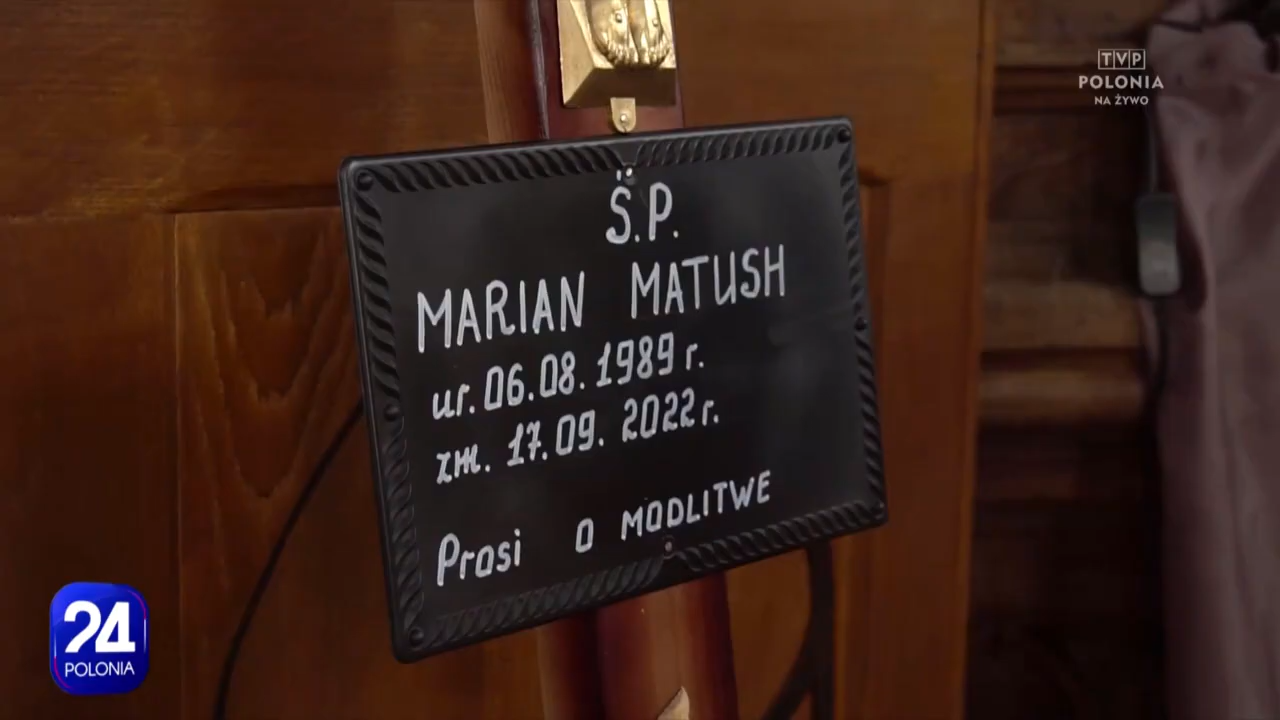 TVP
POLONIA
NA ŻYWO
Ś.P.
MARIAN MATUSH
ur. 06.08.1989 r.
zm. 17.09.2022 r.
Prosi O MODLITWE
24
POLONIA